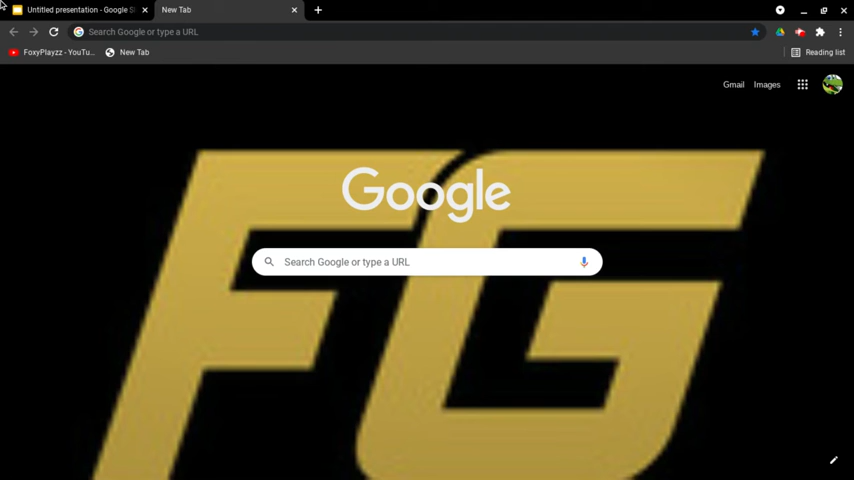 Untitled presentation - Google Sl
New Tab
Search Google or type a URL
FoxyPlayzz - YouTu...
New Tab
Reading list
Gmail
Images
FG
Google
Search Google or type a URL